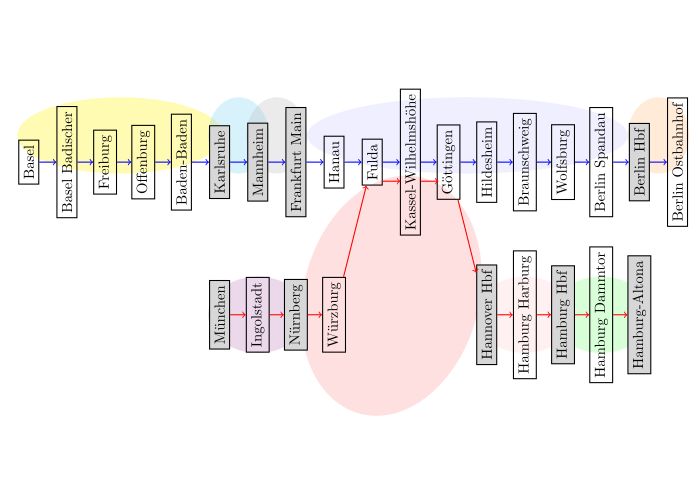 Basel
Basel Badischer
Freiburg
Offenburg
Baden-Baden
Karlsruhe
Mannheim
Frankfurt Main
Hanau
Fulda
Kassel-Wilhelmshöhe
Göttingen
Hildesheim
Braunschweig
Wolfsburg
Berlin Spandau
Berlin Hbf
Berlin Ostbahnhof
München
Ingolstadt
Nürnberg
Würzburg
Hannover Hbf
Hamburg Harburg
Hamburg Hbf
Hamburg Dammtor
Hamburg-Altona